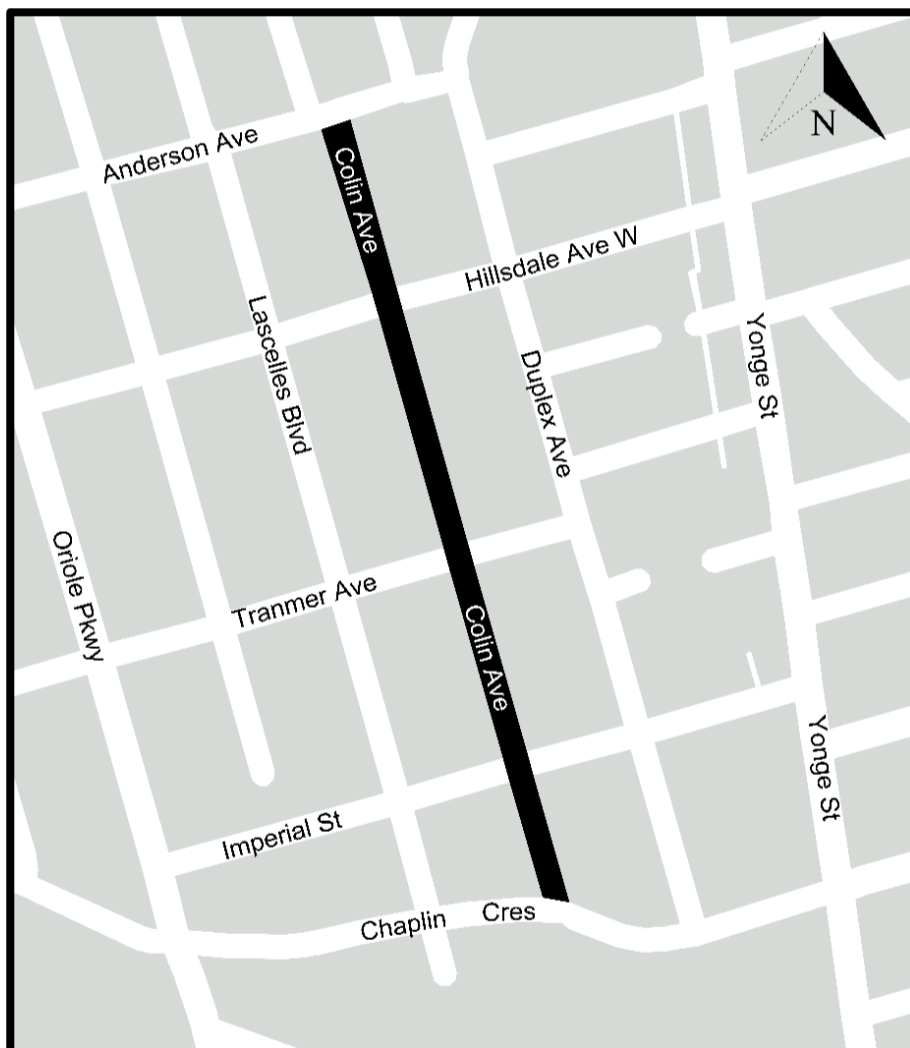 N
Anderson Ave
Colin Ave
Hillsdale Ave W
Lascelles Blvd
Yonge St
Duplex Ave
Oriole Pkwy
Tranmer Ave
Colin Ave
Yonge St
Imperial St
Chaplin Cres